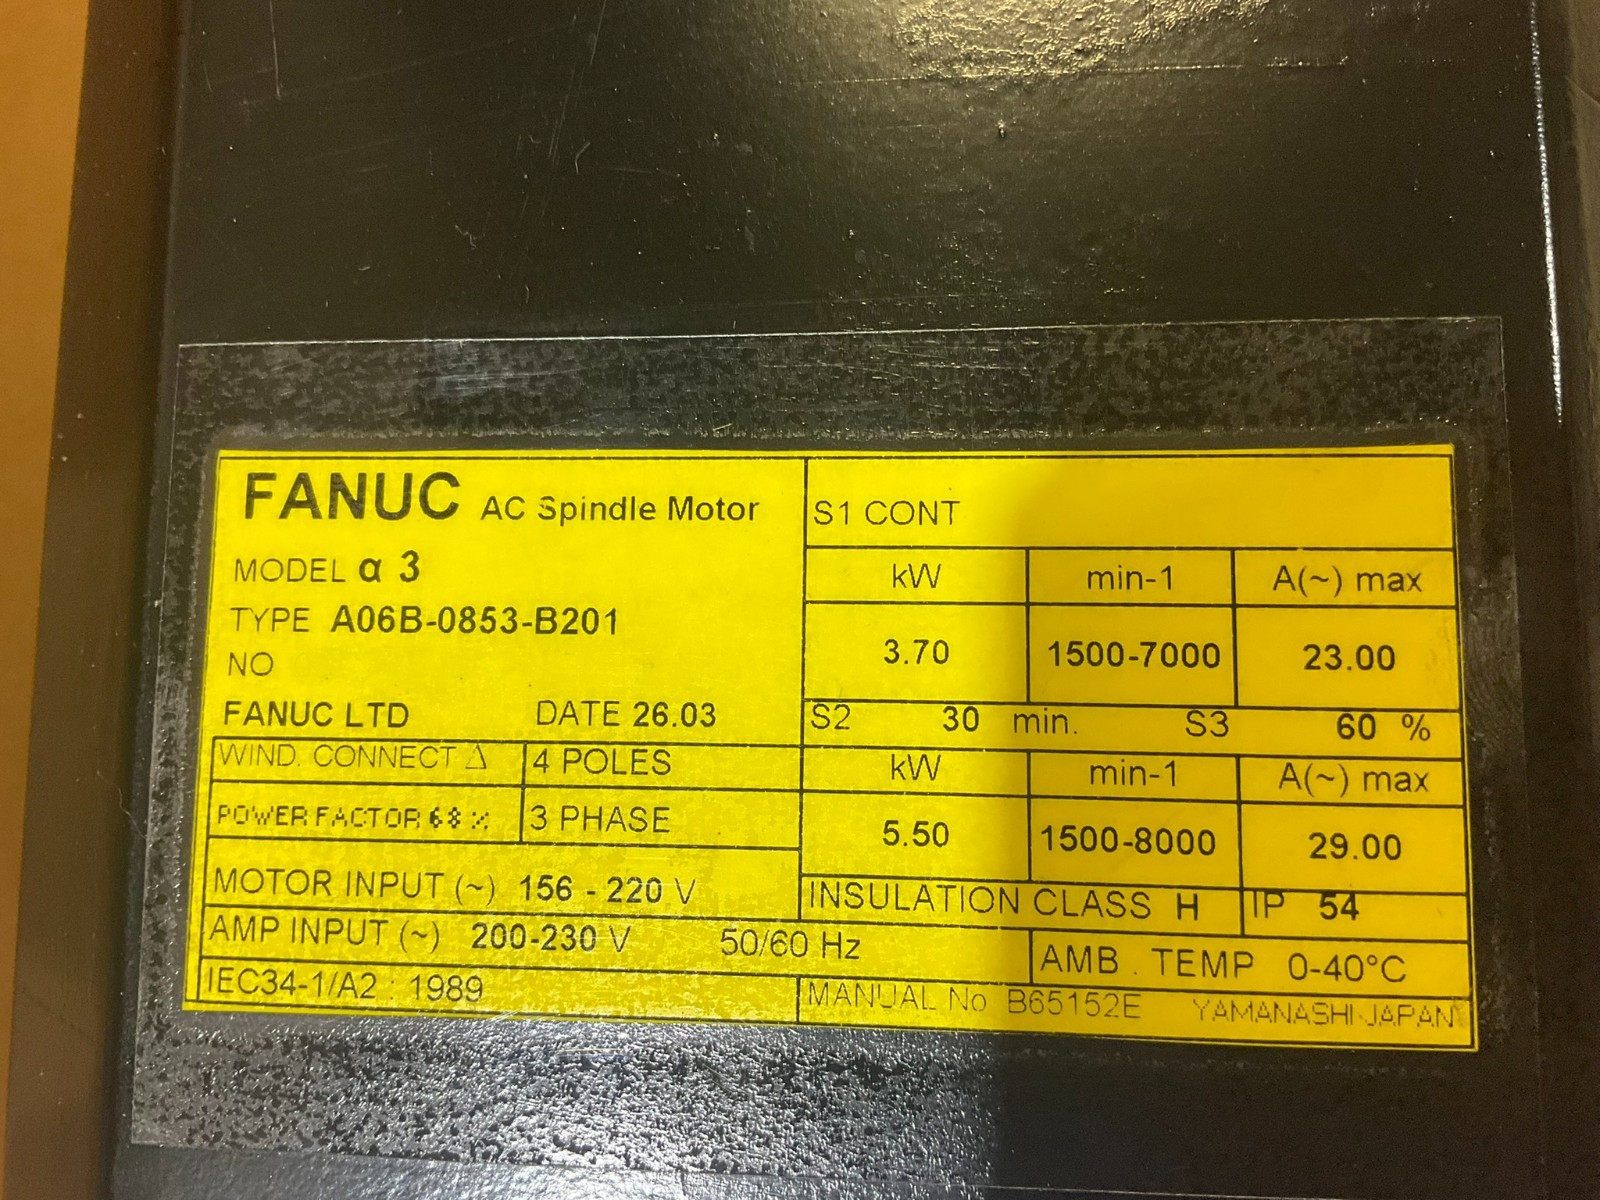 FANUC AC Spindle Motor
MODEL α 3
TYPE A06B-0853-B201
NO
FANUC LTD DATE 26.03
WIND. CONNECT Δ 4 POLES
POWER FACTOR 68 % 3 PHASE
MOTOR INPUT (~) 156 - 220 V
AMP INPUT (~) 200-230 V 50/60 Hz
IEC34-1/A2 : 1989
S1 CONT
kW min-1 A(~) max
3.70 1500-7000 23.00
S2 30 min. S3 60 %
kW min-1 A(~) max
5.50 1500-8000 29.00
INSULATION CLASS H IP 54
AMB . TEMP 0-40°C
MANUAL No B65152E YAMANASHI JAPAN